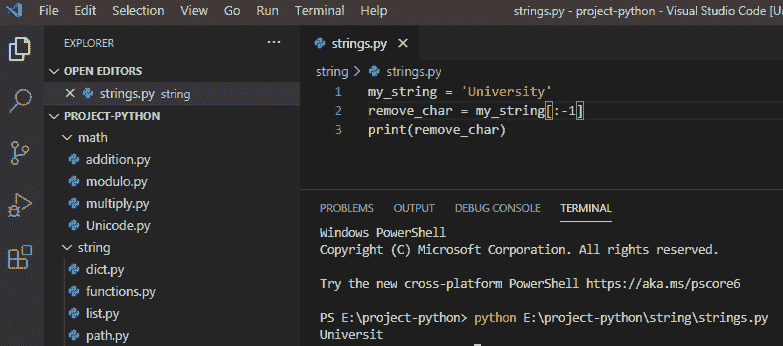 File Edit Selection View Go Run Terminal Help strings.py - project-python - Visual Studio Code [U
EXPLORER ...
OPEN EDITORS
strings.py string
PROJECT-PYTHON
math
addition.py
modulo.py
multiply.py
Unicode.py
string
dict.py
functions.py
list.py
path.py
strings.py
string > strings.py
1 my_string = 'University'
2 remove_char = my_string[:-1]
3 print(remove_char)
PROBLEMS OUTPUT DEBUG CONSOLE TERMINAL
Windows PowerShell
Copyright (C) Microsoft Corporation. All rights reserved.
Try the new cross-platform PowerShell https://aka.ms/pscore6
PS E:\project-python> python E:\project-python\string\strings.py
Universit